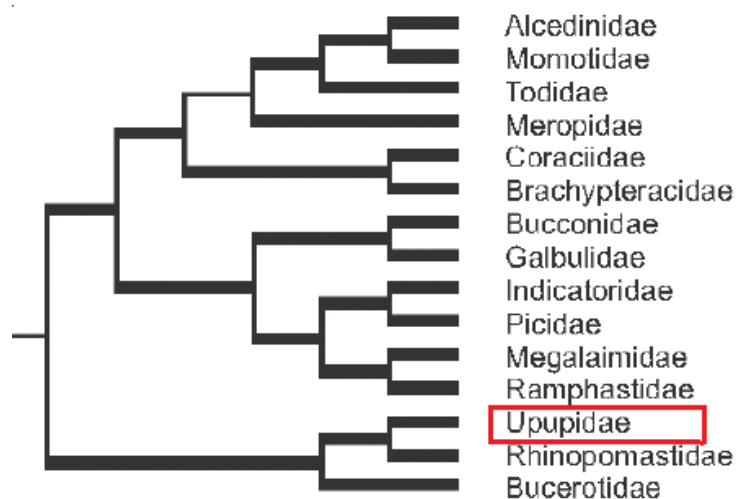 Alcedinidae
Momotidae
Todidae
Meropidae
Coraciidae
Brachypteracidae
Bucconidae
Galbulidae
Indicatoridae
Picidae
Megalaimidae
Ramphastidae
Upupidae
Rhinopomastidae
Bucerotidae